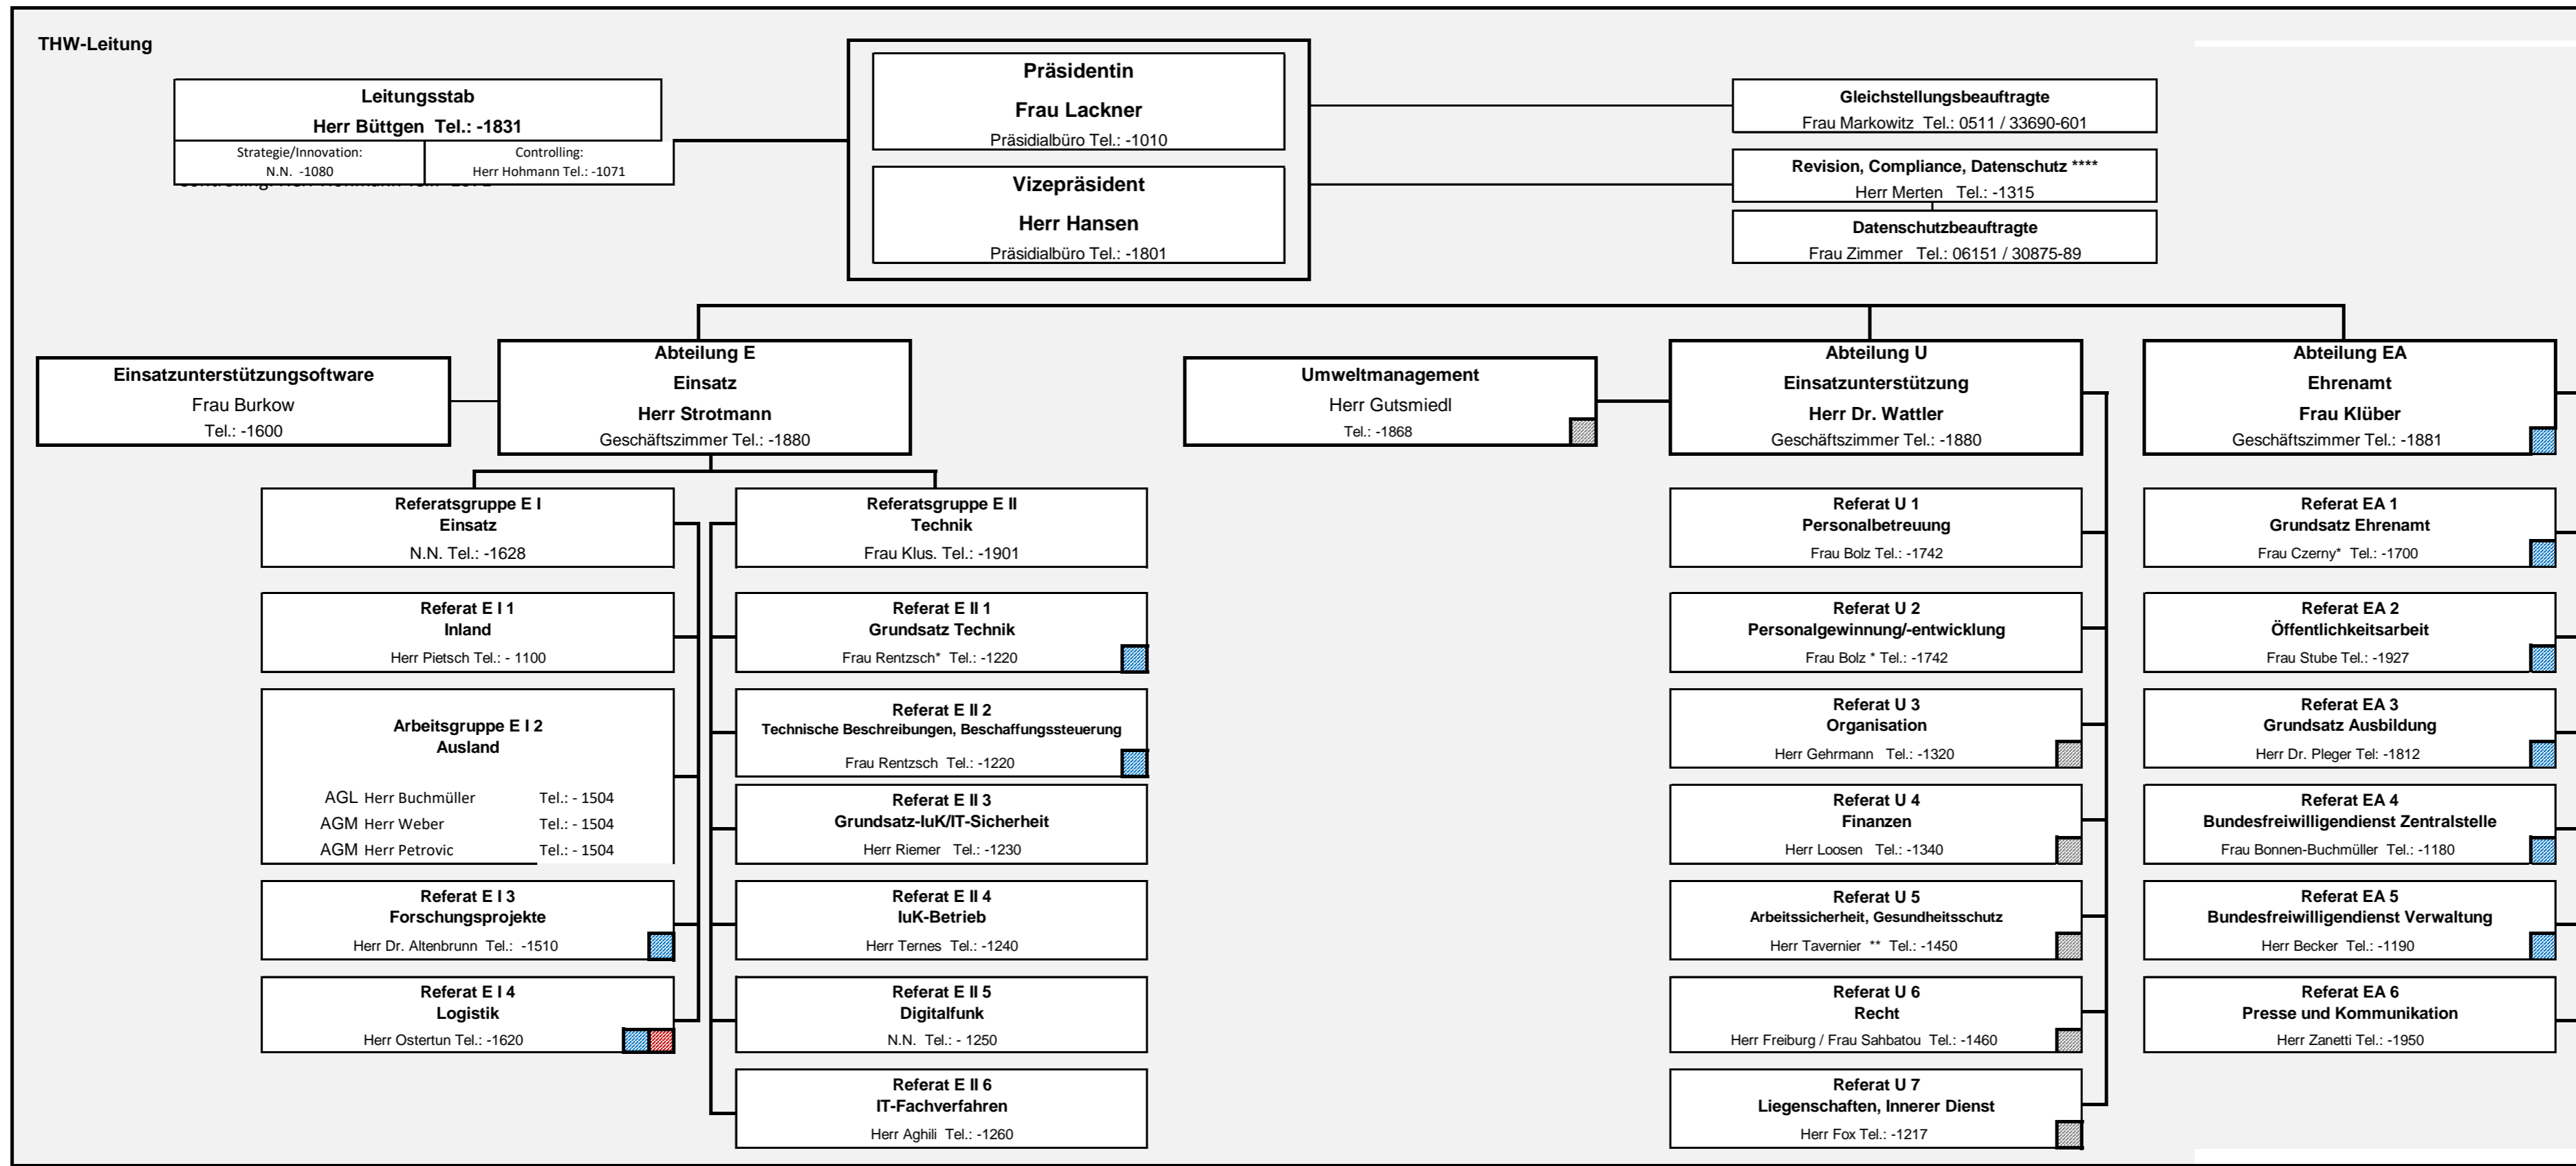 THW-Leitung
Leitungsstab
Herr Büttgen Tel.: -1831
Strategie/Innovation:
N.N. -1080
Controlling:
Herr Hohmann Tel.: -1071
Präsidentin
Frau Lackner
Präsidialbüro Tel.: -1010
Vizepräsident
Herr Hansen
Präsidialbüro Tel.: -1801
Gleichstellungsbeauftragte
Frau Markowitz Tel.: 0511 / 33690-601
Revision, Compliance, Datenschutz ****
Herr Merten Tel.: -1315
Datenschutzbeauftragte
Frau Zimmer Tel.: 06151 / 30875-89
Einsatzunterstützungsoftware
Frau Burkow
Tel.: -1600
Abteilung E
Einsatz
Herr Strotmann
Geschäftszimmer Tel.: -1880
Umweltmanagement
Herr Gutsmiedl
Tel.: -1868
Abteilung U
Einsatzunterstützung
Herr Dr. Wattler
Geschäftszimmer Tel.: -1880
Abteilung EA
Ehrenamt
Frau Klüber
Geschäftszimmer Tel.: -1881
Referatsgruppe E I
Einsatz
N.N. Tel.: -1628
Referat E I 1
Inland
Herr Pietsch Tel.: - 1100
Arbeitsgruppe E I 2
Ausland
AGL Herr Buchmüller Tel.: - 1504
AGM Herr Weber Tel.: - 1504
AGM Herr Petrovic Tel.: - 1504
Referat E I 3
Forschungsprojekte
Herr Dr. Altenbrunn Tel.: -1510
Referat E I 4
Logistik
Herr Ostertun Tel.: -1620
Referatsgruppe E II
Technik
Frau Klus. Tel.: -1901
Referat E II 1
Grundsatz Technik
Frau Rentzsch* Tel.: -1220
Referat E II 2
Technische Beschreibungen, Beschaffungssteuerung
Frau Rentzsch Tel.: -1220
Referat E II 3
Grundsatz-IuK/IT-Sicherheit
Herr Riemer Tel.: -1230
Referat E II 4
IuK-Betrieb
Herr Ternes Tel.: -1240
Referat E II 5
Digitalfunk
N.N. Tel.: - 1250
Referat E II 6
IT-Fachverfahren
Herr Aghili Tel.: -1260
Referat U 1
Personalbetreuung
Frau Bolz Tel.: -1742
Referat U 2
Personalgewinnung/-entwicklung
Frau Bolz * Tel.: -1742
Referat U 3
Organisation
Herr Gehrmann Tel.: -1320
Referat U 4
Finanzen
Herr Loosen Tel.: -1340
Referat U 5
Arbeitssicherheit, Gesundheitsschutz
Herr Tavernier ** Tel.: -1450
Referat U 6
Recht
Herr Freiburg / Frau Sahbatou Tel.: -1460
Referat U 7
Liegenschaften, Innerer Dienst
Herr Fox Tel.: -1217
Referat EA 1
Grundsatz Ehrenamt
Frau Czerny* Tel.: -1700
Referat EA 2
Öffentlichkeitsarbeit
Frau Stube Tel.: -1927
Referat EA 3
Grundsatz Ausbildung
Herr Dr. Pleger Tel: -1812
Referat EA 4
Bundesfreiwilligendienst Zentralstelle
Frau Bonnen-Buchmüller Tel.: -1180
Referat EA 5
Bundesfreiwilligendienst Verwaltung
Herr Becker Tel.: -1190
Referat EA 6
Presse und Kommunikation
Herr Zanetti Tel.: -1950